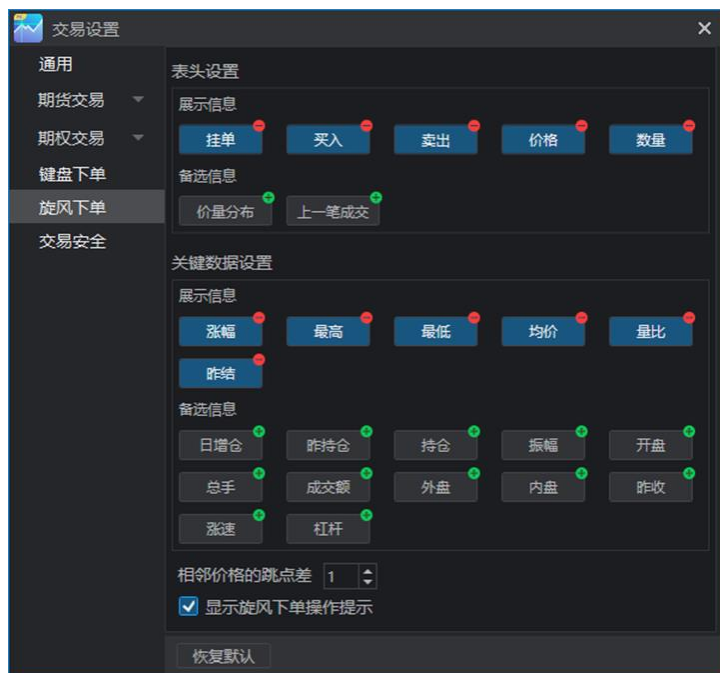 交易设置
通用
期货交易
期权交易
键盘下单
旋风下单
交易安全
表头设置
展示信息
挂单 买入 卖出 价格 数量
备选信息
价量分布 上一笔成交
关键数据设置
展示信息
涨幅 最高 最低 均价 量比
昨结
备选信息
日增仓 昨持仓 持仓 振幅 开盘
总手 成交额 外盘 内盘 昨收
涨速 杠杆
相邻价格的跳点差 1
显示旋风下单操作提示
恢复默认